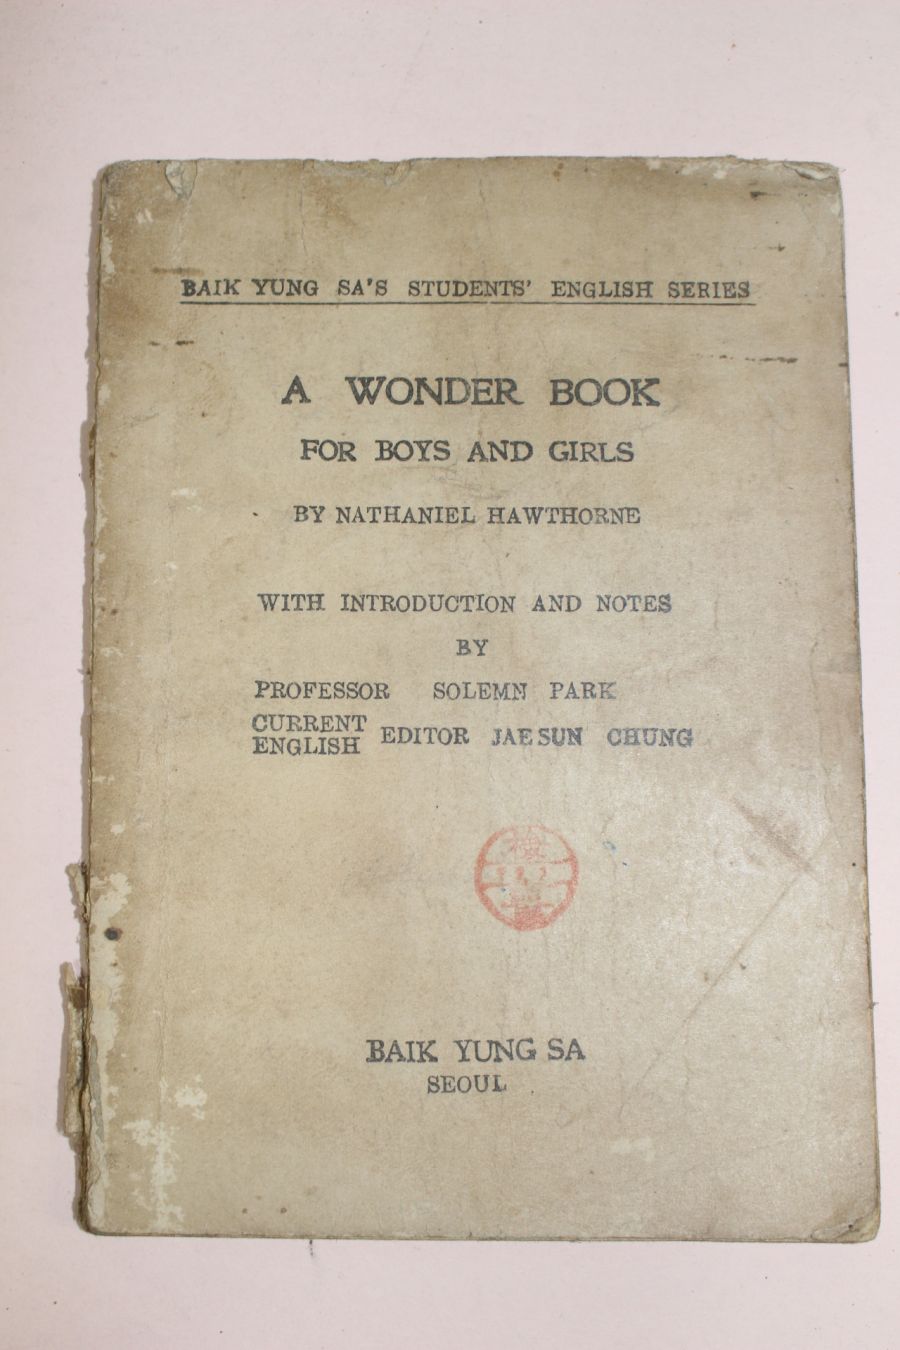 BAIK YUNG SA'S STUDENTS' ENGLISH SERIES
A WONDER BOOK
FOR BOYS AND GIRLS
BY NATHANIEL HAWTHORNE
WITH INTRODUCTION AND NOTES
BY
PROFESSOR SOLEMN PARK
CURRENT ENGLISH EDITOR JAE SUN CHUNG
BAIK YUNG SA
SEOUL